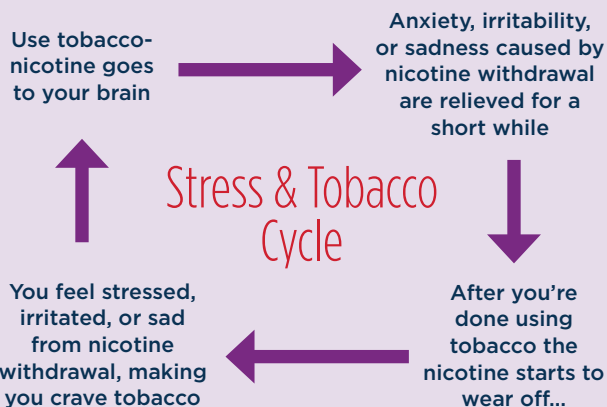 Use tobacco-
nicotine goes
to your brain
Anxiety, irritability,
or sadness caused by
nicotine withdrawal
are relieved for a
short while
Stress & Tobacco
Cycle
After you're
done using
tobacco the
nicotine starts to
wear off...
You feel stressed,
irritated, or sad
from nicotine
withdrawal, making
you crave tobacco